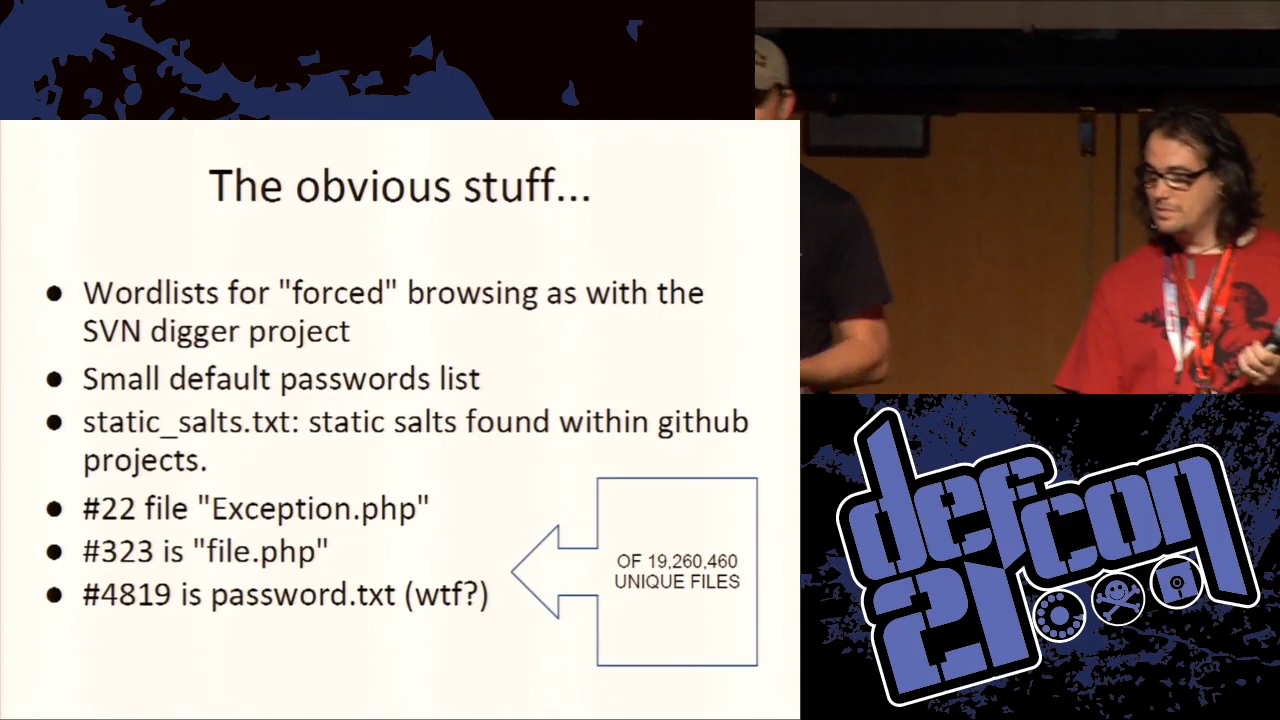 The obvious stuff...
● Wordlists for "forced" browsing as with the
SVN digger project
● Small default passwords list
● static_salts.txt: static salts found within github
projects.
● #22 file "Exception.php"
● #323 is "file.php"
● #4819 is password.txt (wtf?)
OF 19,260,460
UNIQUE FILES
defcon
21